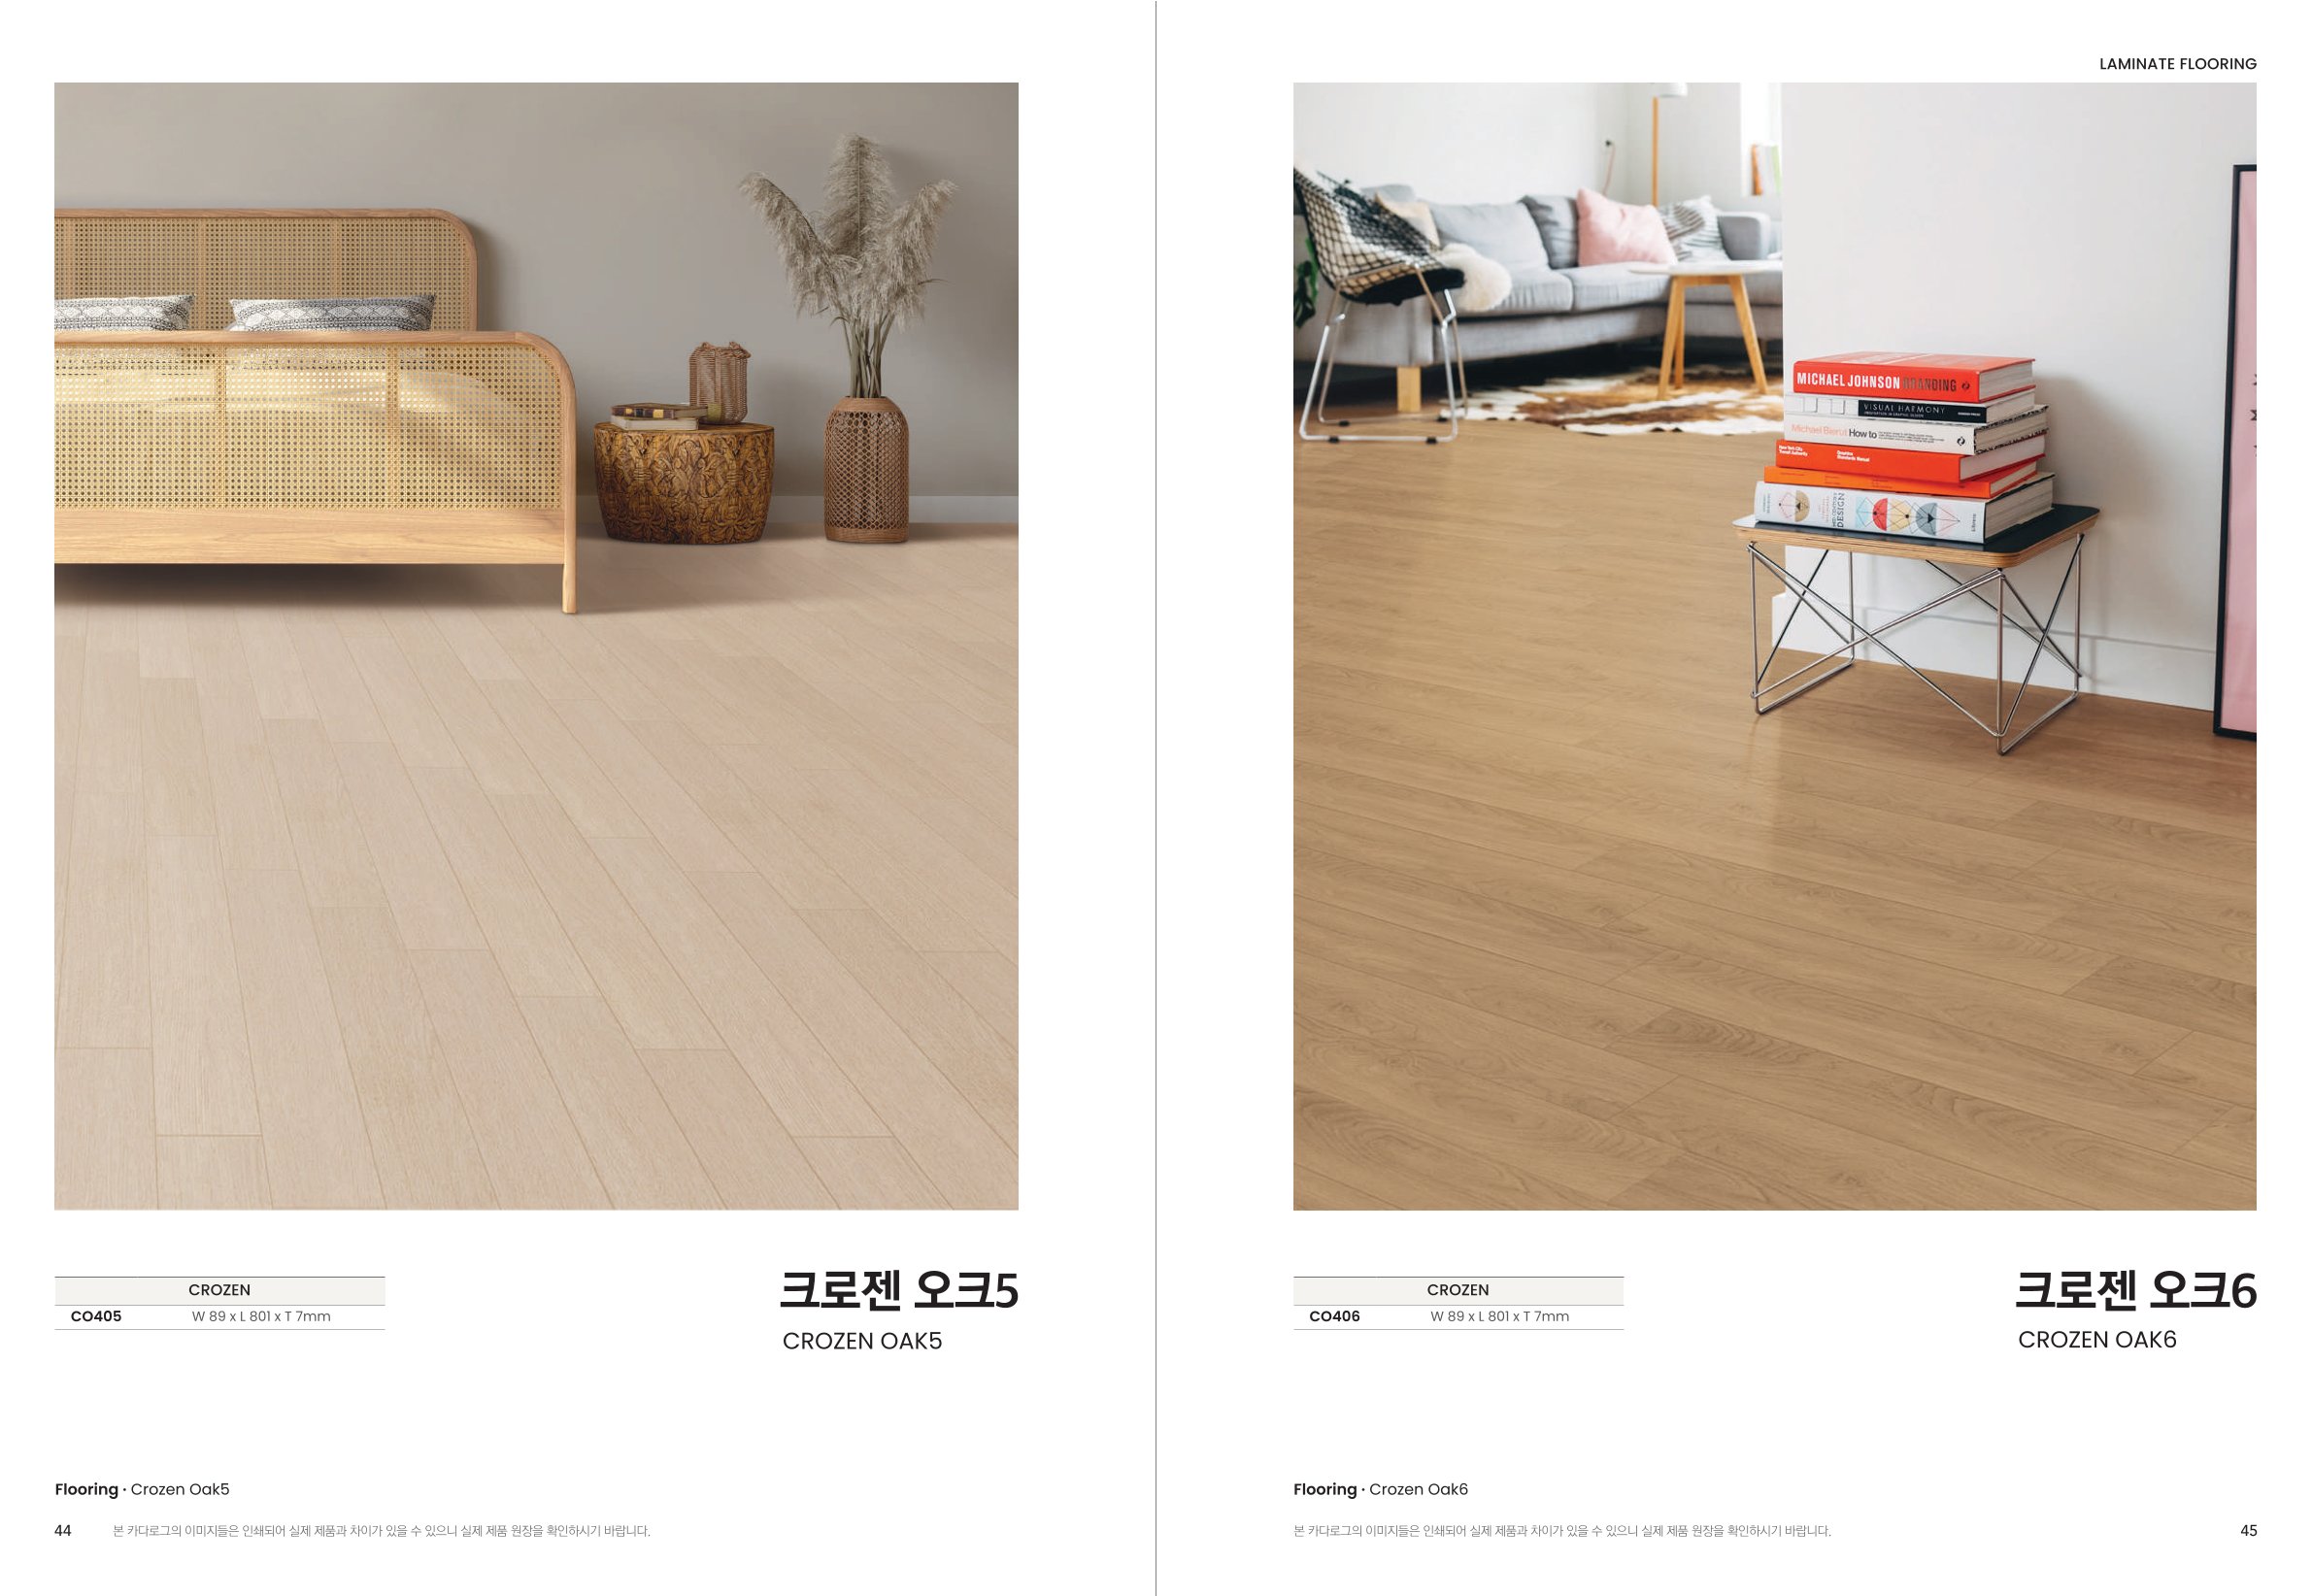 LAMINATE FLOORING
MICHAEL JOHNSON BRANDING
VISUAL HARMONY
Michael Bierut How to
DESIGN
CROZEN
CO405 W 89 x L 801 x T 7mm
크로젠 오크5
CROZEN OAK5
Flooring · Crozen Oak5
44 본 카다로그의 이미지들은 인쇄되어 실제 제품과 차이가 있을 수 있으니 실제 제품 원장을 확인하시기 바랍니다.
CROZEN
CO406 W 89 x L 801 x T 7mm
크로젠 오크6
CROZEN OAK6
Flooring · Crozen Oak6
본 카다로그의 이미지들은 인쇄되어 실제 제품과 차이가 있을 수 있으니 실제 제품 원장을 확인하시기 바랍니다. 45